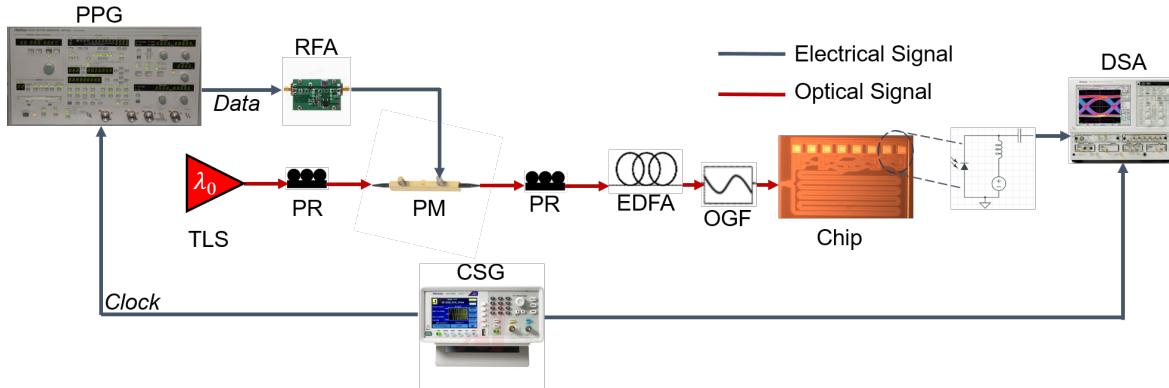 PPG
RFA
Data
Electrical Signal
Optical Signal
DSA
λ0
TLS
PR
PM
PR
EDFA
OGF
Chip
CSG
Clock